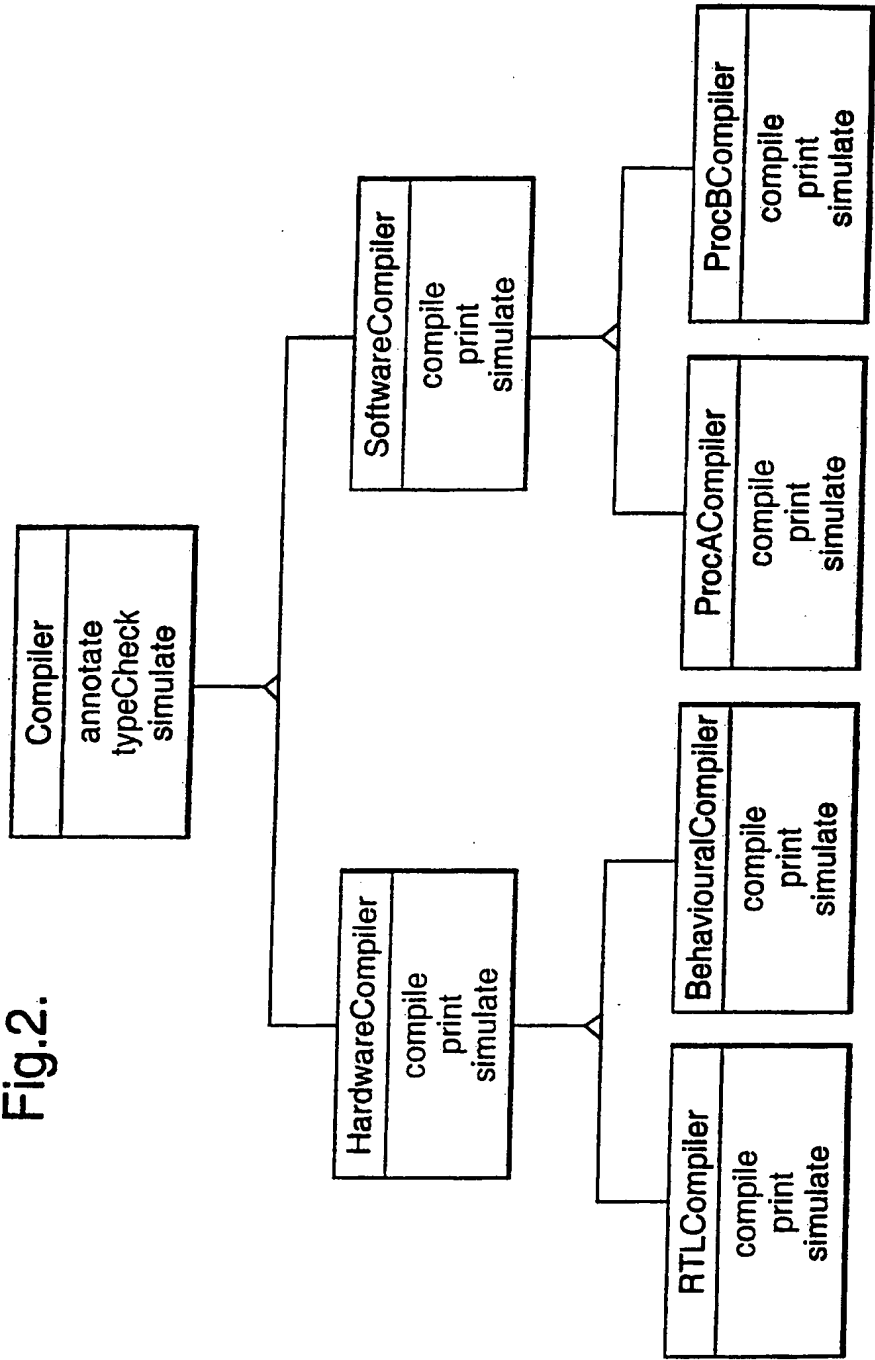 Fig.2.
Compiler
annotate
typeCheck
simulate
HardwareCompiler
compile
print
simulate
SoftwareCompiler
compile
print
simulate
RTLCompiler
compile
print
simulate
BehaviouralCompiler
compile
print
simulate
ProcACompiler
compile
print
simulate
ProcBCompiler
compile
print
simulate